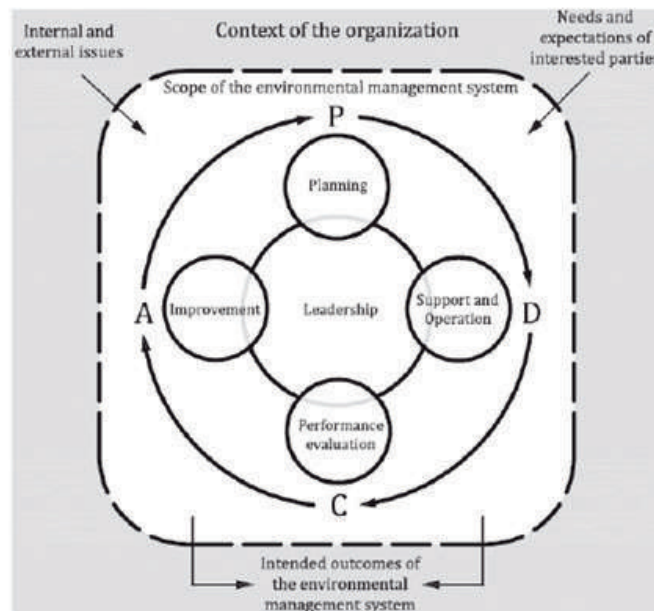 Internal and
external issues
Context of the organization
Needs and
expectations of
interested parties
Scope of the environmental management system
P
Planning
A
Improvement
Leadership
Support and
Operation
D
Performance
evaluation
C
Intended outcomes of
the environmental
management system